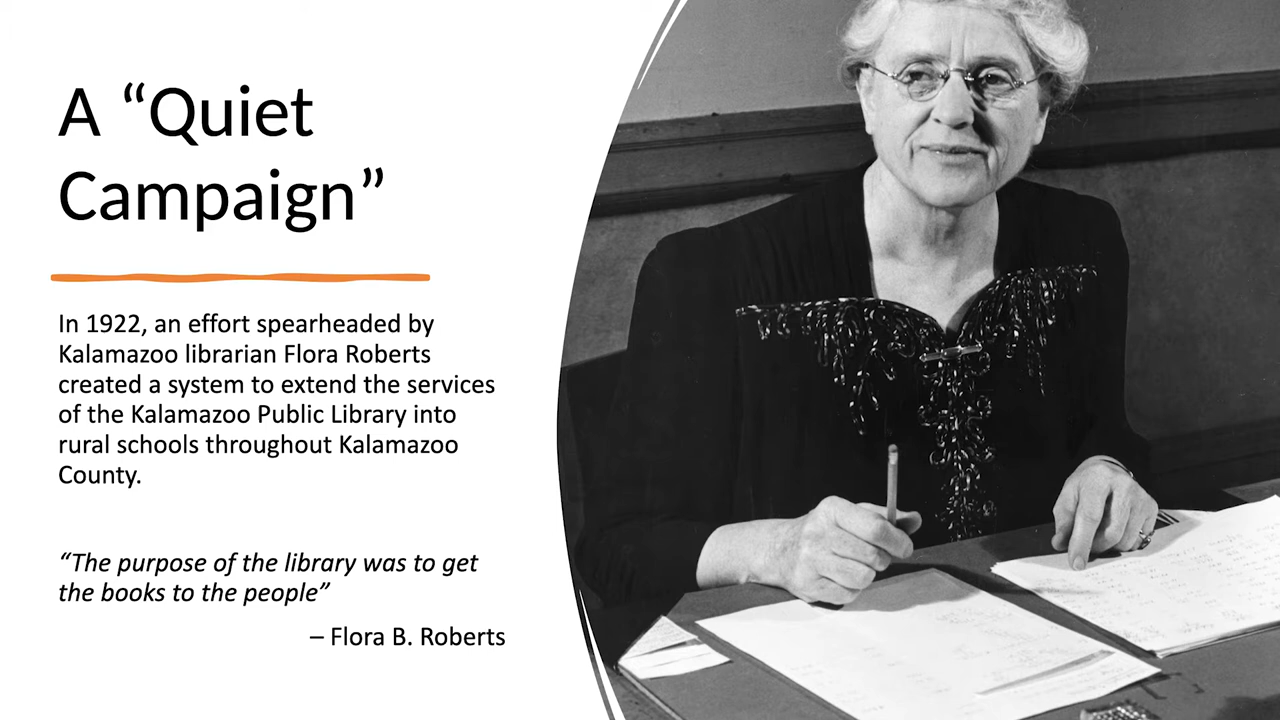 A “Quiet
Campaign”
In 1922, an effort spearheaded by
Kalamazoo librarian Flora Roberts
created a system to extend the services
of the Kalamazoo Public Library into
rural schools throughout Kalamazoo
County.
“The purpose of the library was to get
the books to the people”
– Flora B. Roberts